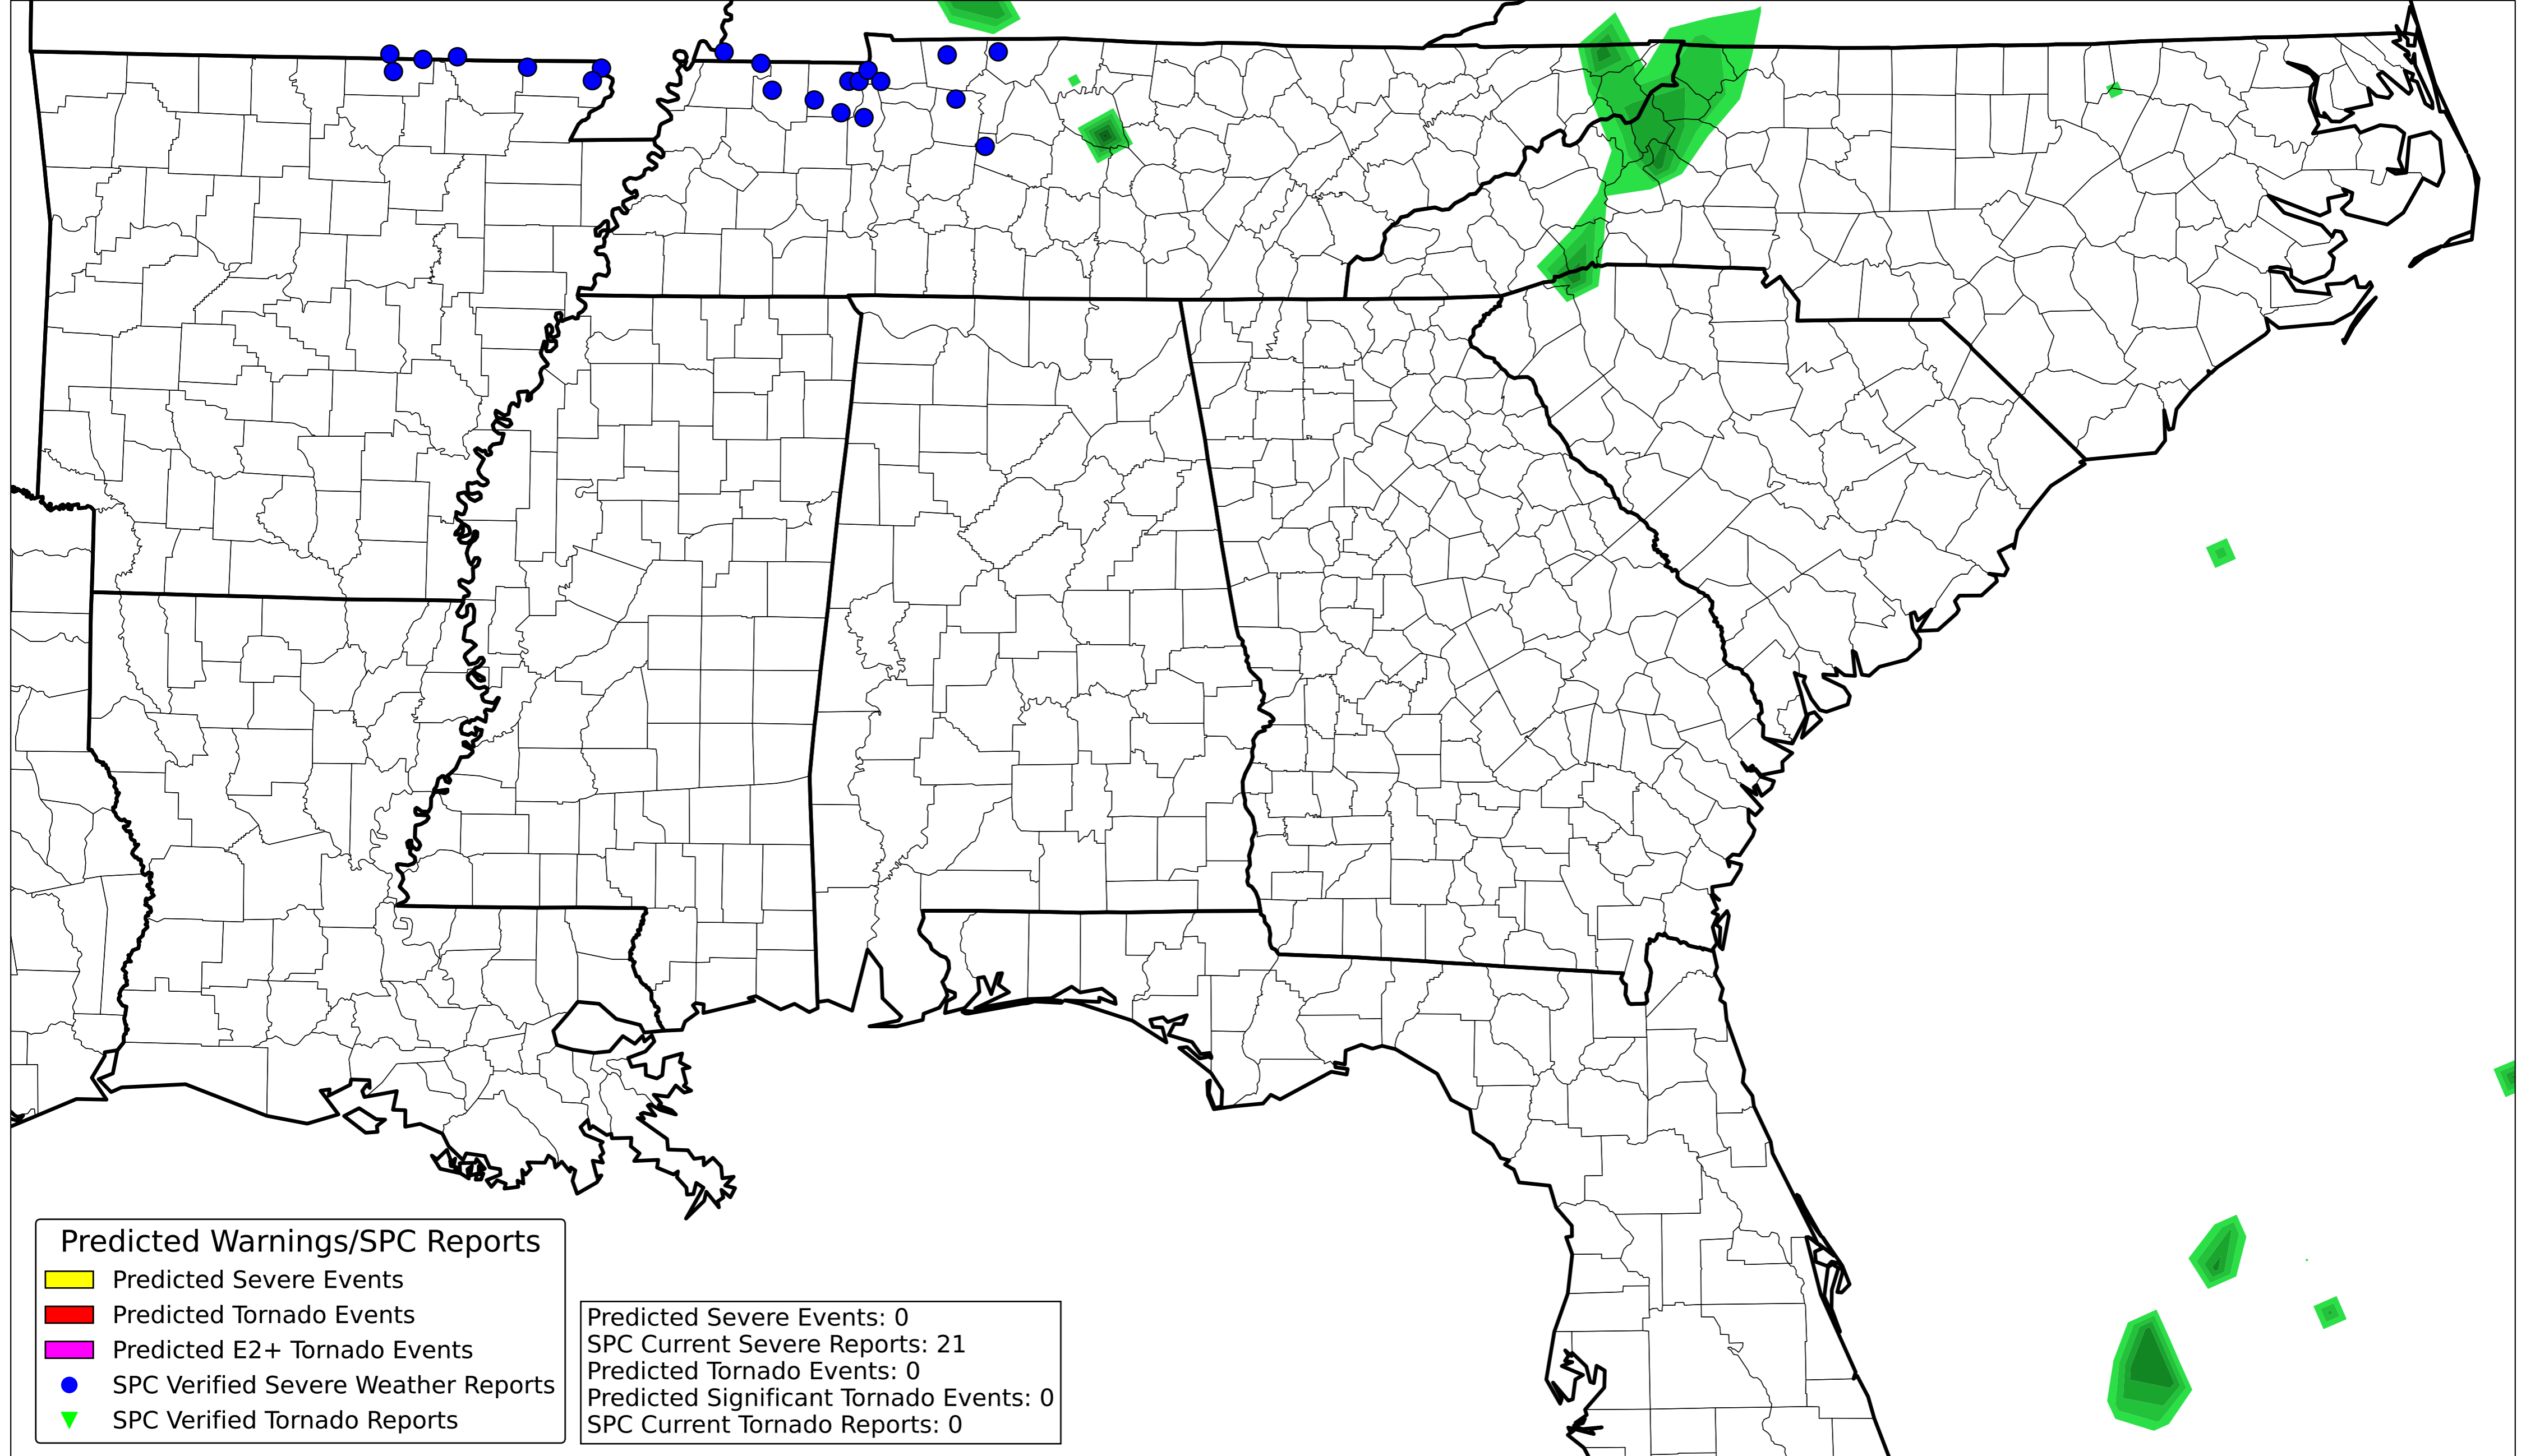 Predicted Warnings/SPC Reports
Predicted Severe Events
Predicted Tornado Events
Predicted E2+ Tornado Events
SPC Verified Severe Weather Reports
SPC Verified Tornado Reports
Predicted Severe Events: 0
SPC Current Severe Reports: 21
Predicted Tornado Events: 0
Predicted Significant Tornado Events: 0
SPC Current Tornado Reports: 0